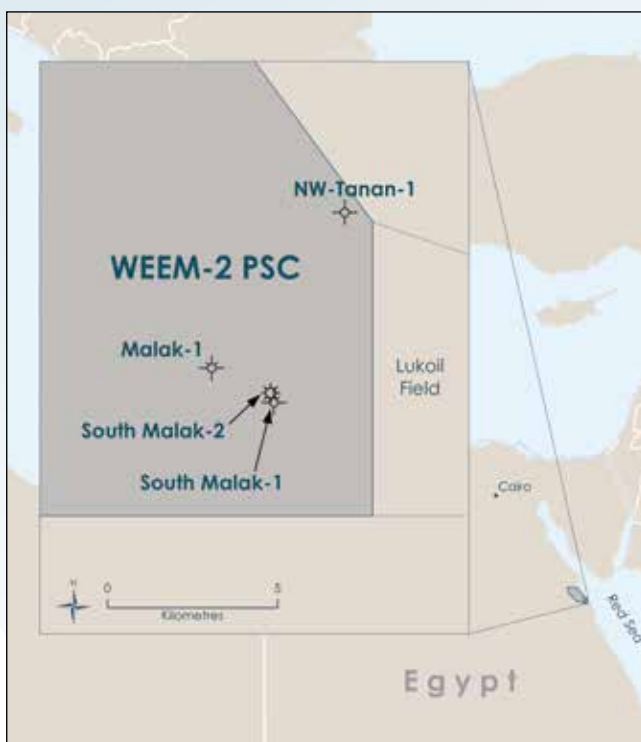 NW-Tanan-1
WEEM-2 PSC
Malak-1
Lukoil
Field
South Malak-2
South Malak-1
Cairo
N
0 5
Kilometres
Red Sea
Egypt